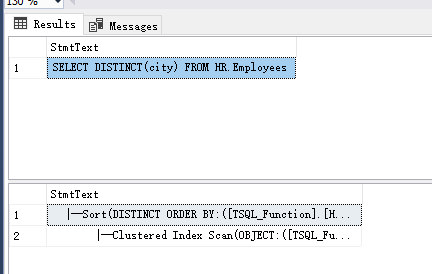 130 %
Results Messages
StmtText
1 SELECT DISTINCT(city) FROM HR.Employees
StmtText
1 |--Sort(DISTINCT ORDER BY:([TSQL_Function].[H...
2 |--Clustered Index Scan(OBJECT:([TSQL_Fu...